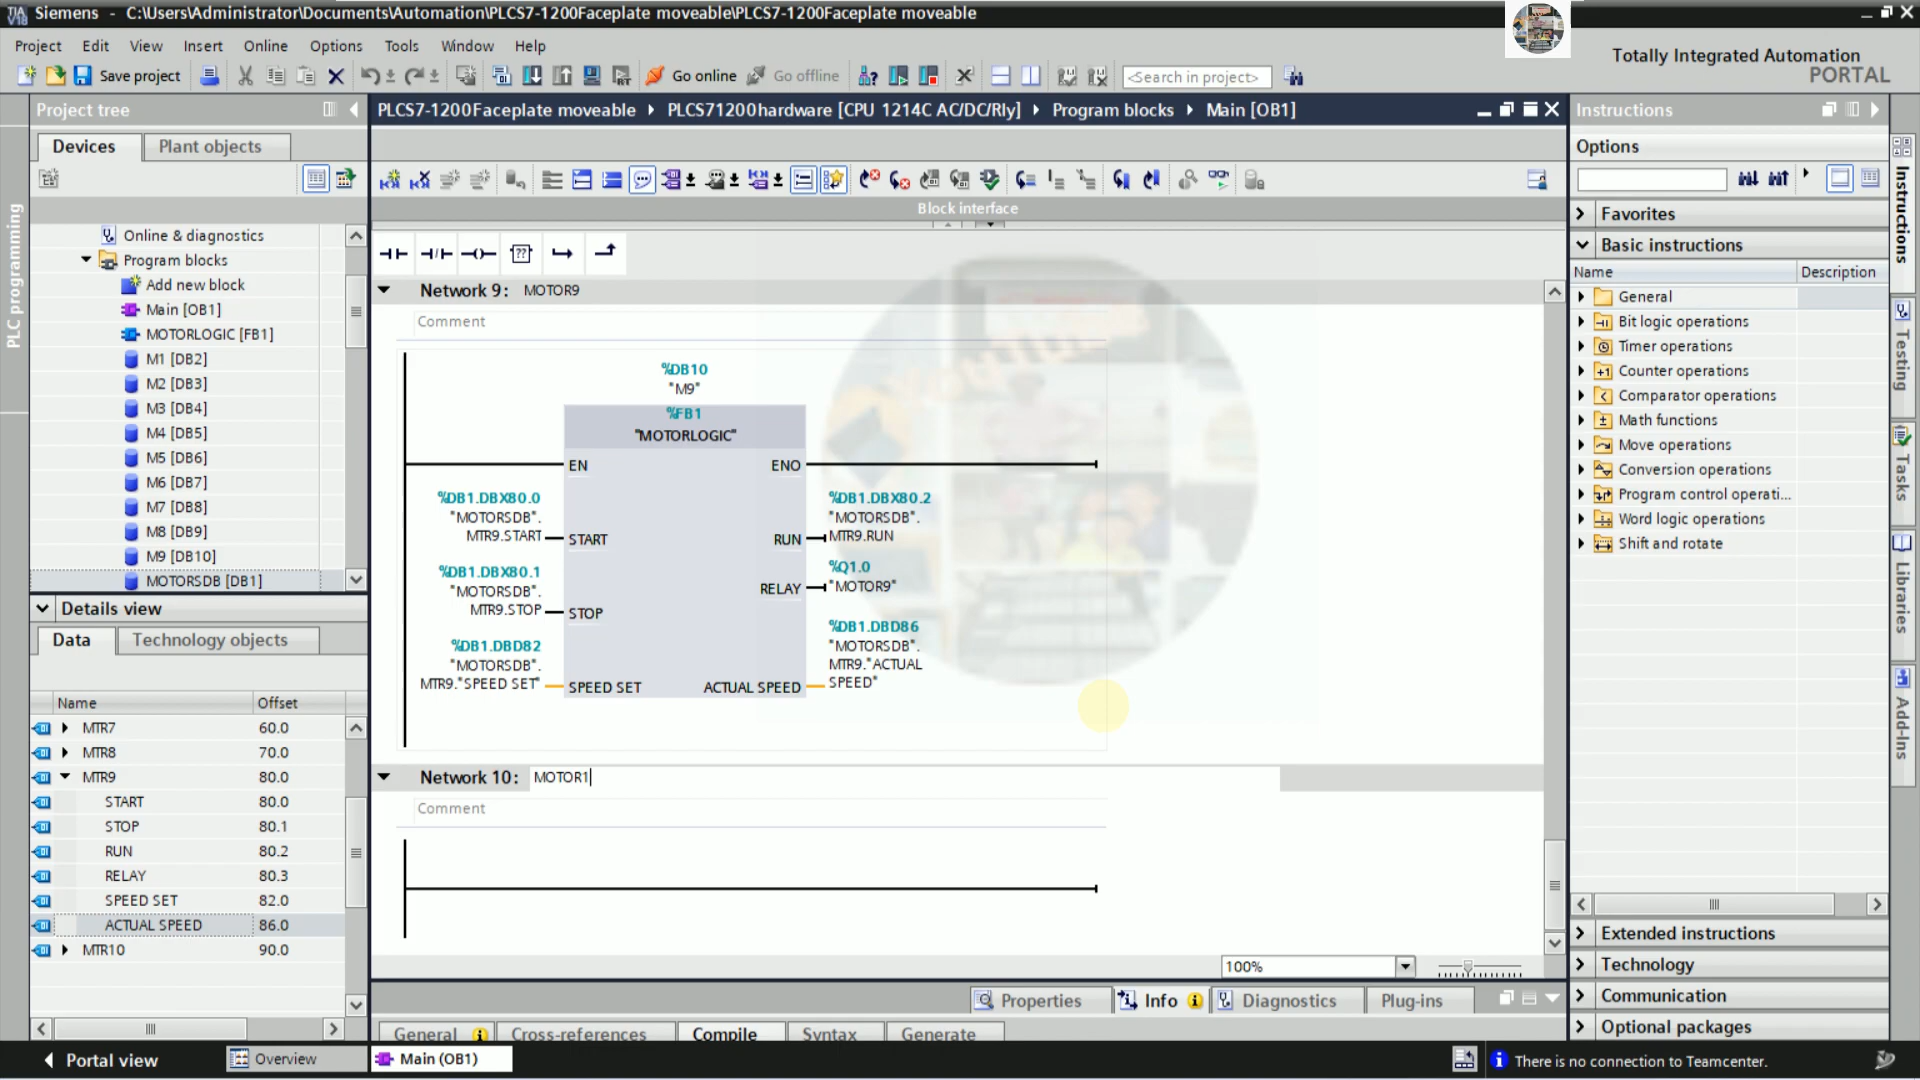 Siemens - C:\Users\Administrator\Documents\Automation\PLCS7-1200Faceplate moveable\PLCS7-1200Faceplate moveable
Project Edit View Insert Online Options Tools Window Help
Totally Integrated Automation
PORTAL
Save project
Go online
Go offline
<Search in project>
Project tree
PLCS7-1200Faceplate moveable
PLCS71200hardware [CPU 1214C AC/DC/Rly]
Program blocks
Main [OB1]
Instructions
Devices
Plant objects
Options
Block interface
PLC programming
Online & diagnostics
Program blocks
Add new block
Main [OB1]
MOTORLOGIC [FB1]
M1 [DB2]
M2 [DB3]
M3 [DB4]
M4 [DB5]
M5 [DB6]
M6 [DB7]
M7 [DB8]
M8 [DB9]
M9 [DB10]
MOTORSDB [DB1]
Details view
Data
Technology objects
Name Offset
MTR7 60.0
MTR8 70.0
MTR9 80.0
START 80.0
STOP 80.1
RUN 80.2
RELAY 80.3
SPEED SET 82.0
ACTUAL SPEED 86.0
MTR10 90.0
Network 9: MOTOR9
Comment
%DB10
"M9"
%FB1
"MOTORLOGIC"
EN
ENO
%DB1.DBX80.0
"MOTORSDB".
MTR9.START
START
%DB1.DBX80.1
"MOTORSDB".
MTR9.STOP
STOP
%DB1.DBD82
"MOTORSDB".
MTR9."SPEED SET"
SPEED SET
RUN
%DB1.DBX80.2
"MOTORSDB".
MTR9.RUN
RELAY
%Q1.0
"MOTOR9"
ACTUAL SPEED
%DB1.DBD86
"MOTORSDB".
MTR9."ACTUAL
SPEED"
Network 10: MOTOR1
Comment
100%
Properties
Info
Diagnostics
Plug-ins
General
Cross-references
Compile
Syntax
Generate
Favorites
Basic instructions
Name Description
General
Bit logic operations
Timer operations
Counter operations
Comparator operations
Math functions
Move operations
Conversion operations
Program control operati...
Word logic operations
Shift and rotate
Extended instructions
Technology
Communication
Optional packages
Instructions
Testing
Tasks
Libraries
Add-Ins
Portal view
Overview
Main (OB1)
There is no connection to Teamcenter.